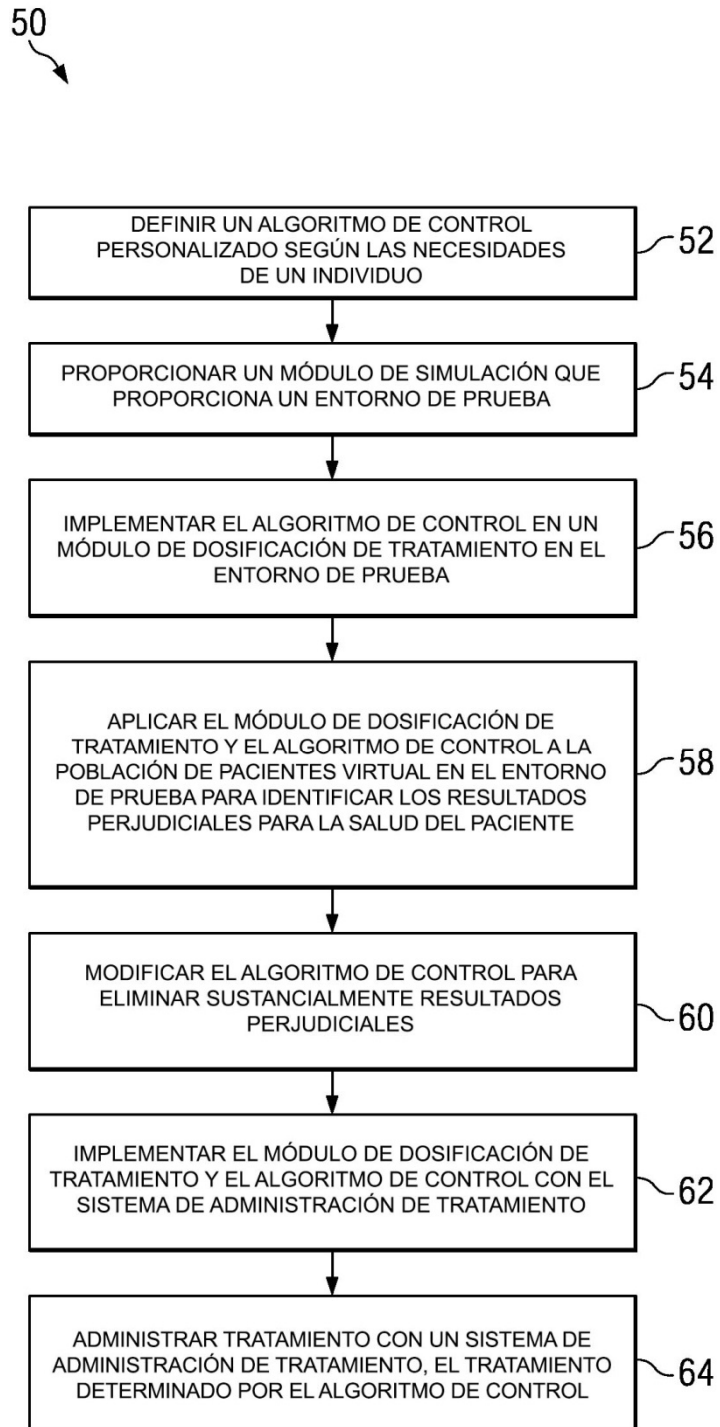 50
DEFINIR UN ALGORITMO DE CONTROL
PERSONALIZADO SEGÚN LAS NECESIDADES
DE UN INDIVIDUO
52
PROPORCIONAR UN MÓDULO DE SIMULACIÓN QUE
PROPORCIONA UN ENTORNO DE PRUEBA
54
IMPLEMENTAR EL ALGORITMO DE CONTROL EN UN
MÓDULO DE DOSIFICACIÓN DE TRATAMIENTO EN EL
ENTORNO DE PRUEBA
56
APLICAR EL MÓDULO DE DOSIFICACIÓN DE
TRATAMIENTO Y EL ALGORITMO DE CONTROL A LA
POBLACIÓN DE PACIENTES VIRTUAL EN EL ENTORNO
DE PRUEBA PARA IDENTIFICAR LOS RESULTADOS
PERJUDICIALES PARA LA SALUD DEL PACIENTE
58
MODIFICAR EL ALGORITMO DE CONTROL PARA
ELIMINAR SUSTANCIALMENTE RESULTADOS
PERJUDICIALES
60
IMPLEMENTAR EL MÓDULO DE DOSIFICACIÓN DE
TRATAMIENTO Y EL ALGORITMO DE CONTROL CON EL
SISTEMA DE ADMINISTRACIÓN DE TRATAMIENTO
62
ADMINISTRAR TRATAMIENTO CON UN SISTEMA DE
ADMINISTRACIÓN DE TRATAMIENTO, EL TRATAMIENTO
DETERMINADO POR EL ALGORITMO DE CONTROL
64